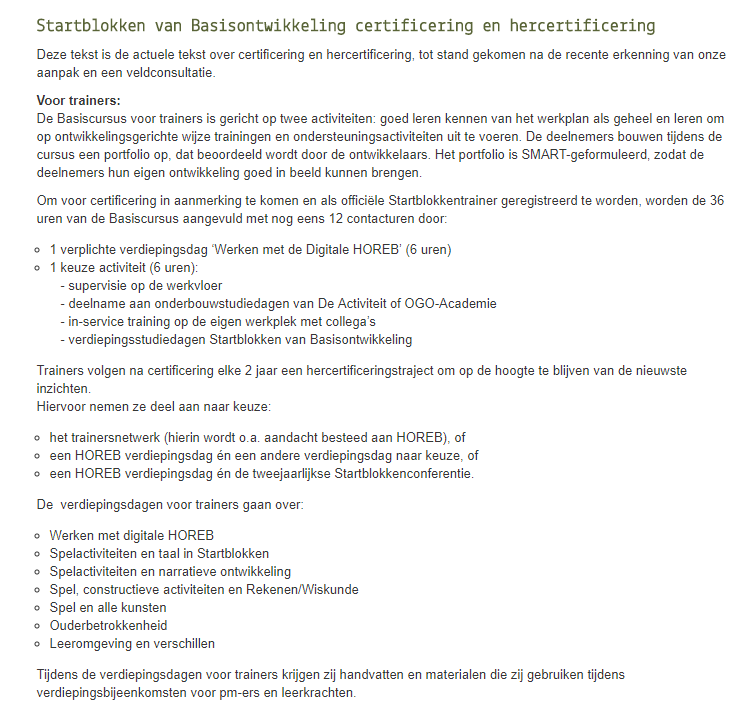 Startblokken van Basisontwikkeling certificering en hercertificering
Deze tekst is de actuele tekst over certificering en hercertificering, tot stand gekomen na de recente erkenning van onze
aanpak en een veldconsultatie.
Voor trainers:
De Basiscursus voor trainers is gericht op twee activiteiten: goed leren kennen van het werkplan als geheel en leren om
op ontwikkelingsgerichte wijze trainingen en ondersteuningsactiviteiten uit te voeren. De deelnemers bouwen tijdens de
cursus een portfolio op, dat beoordeeld wordt door de ontwikkelaars. Het portfolio is SMART-geformuleerd, zodat de
deelnemers hun eigen ontwikkeling goed in beeld kunnen brengen.
Om voor certificering in aanmerking te komen en als officiële Startblokkentrainer geregistreerd te worden, worden de 36
uren van de Basiscursus aangevuld met nog eens 12 contacturen door:
◦ 1 verplichte verdiepingsdag ‘Werken met de Digitale HOREB’ (6 uren)
◦ 1 keuze activiteit (6 uren):
- supervisie op de werkvloer
- deelname aan onderbouwstudiedagen van De Activiteit of OGO-Academie
- in-service training op de eigen werkplek met collega’s
- verdiepingsstudiedagen Startblokken van Basisontwikkeling
Trainers volgen na certificering elke 2 jaar een hercertificeringstraject om op de hoogte te blijven van de nieuwste
inzichten.
Hiervoor nemen ze deel aan naar keuze:
◦ het trainersnetwerk (hierin wordt o.a. aandacht besteed aan HOREB), of
◦ een HOREB verdiepingsdag én een andere verdiepingsdag naar keuze, of
◦ een HOREB verdiepingsdag én de tweejaarlijkse Startblokkenconferentie.
De  verdiepingsdagen voor trainers gaan over:
◦ Werken met digitale HOREB
◦ Spelactiviteiten en taal in Startblokken
◦ Spelactiviteiten en narratieve ontwikkeling
◦ Spel, constructieve activiteiten en Rekenen/Wiskunde
◦ Spel en alle kunsten
◦ Ouderbetrokkenheid
◦ Leeromgeving en verschillen
Tijdens de verdiepingsdagen voor trainers krijgen zij handvatten en materialen die zij gebruiken tijdens
verdiepingsbijeenkomsten voor pm-ers en leerkrachten.